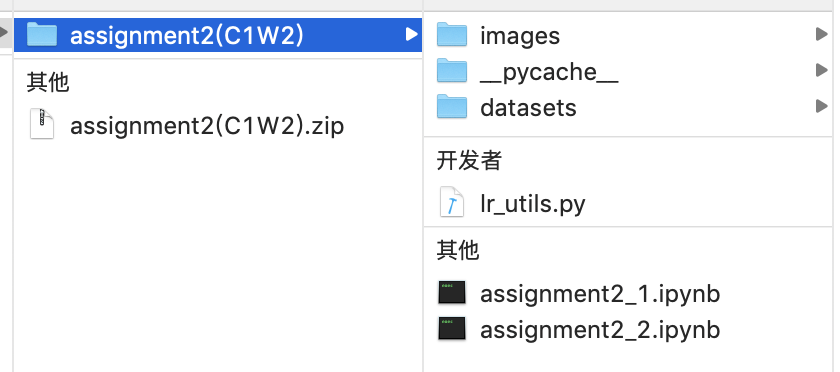 assignment2(C1W2)
其他
assignment2(C1W2).zip
images
__pycache__
datasets
开发者
lr_utils.py
其他
assignment2_1.ipynb
assignment2_2.ipynb